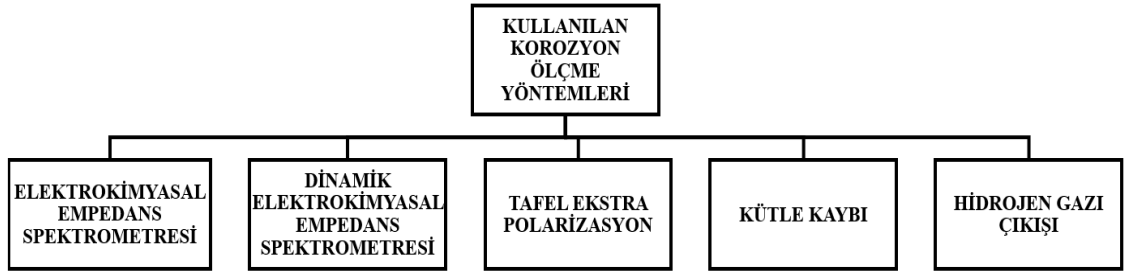 KULLANILAN
KOROZYON
ÖLÇME
YÖNTEMLERİ
ELEKTROKİMYASAL
EMPEDANS
SPEKTROMETRESİ
DİNAMİK
ELEKTROKİMYASAL
EMPEDANS
SPEKTROMETRESİ
TAFEL EKSTRA
POLARİZASYON
KÜTLE KAYBI
HİDROJEN GAZI
ÇIKIŞI